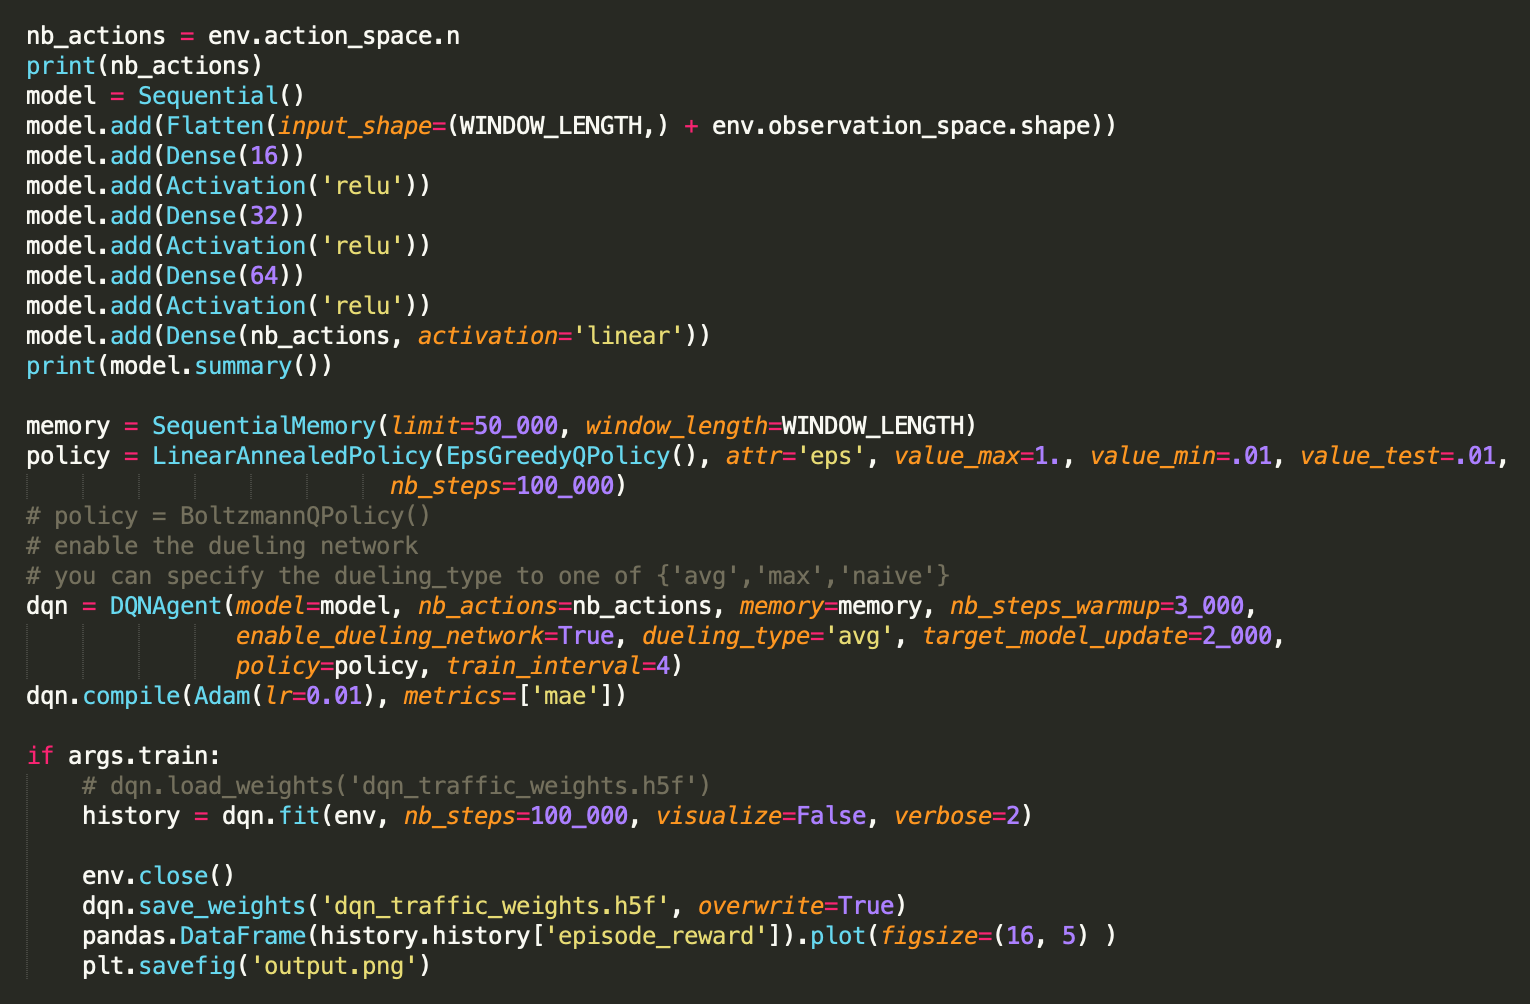 nb_actions = env.action_space.n
print(nb_actions)
model = Sequential()
model.add(Flatten(input_shape=(WINDOW_LENGTH,) + env.observation_space.shape))
model.add(Dense(16))
model.add(Activation('relu'))
model.add(Dense(32))
model.add(Activation('relu'))
model.add(Dense(64))
model.add(Activation('relu'))
model.add(Dense(nb_actions, activation='linear'))
print(model.summary())

memory = SequentialMemory(limit=50_000, window_length=WINDOW_LENGTH)
policy = LinearAnnealedPolicy(EpsGreedyQPolicy(), attr='eps', value_max=1., value_min=.01, value_test=.01,
                          nb_steps=100_000)
# policy = BoltzmannQPolicy()
# enable the dueling network
# you can specify the dueling_type to one of {'avg','max','naive'}
dqn = DQNAgent(model=model, nb_actions=nb_actions, memory=memory, nb_steps_warmup=3_000,
               enable_dueling_network=True, dueling_type='avg', target_model_update=2_000,
               policy=policy, train_interval=4)
dqn.compile(Adam(lr=0.01), metrics=['mae'])

if args.train:
    # dqn.load_weights('dqn_traffic_weights.h5f')
    history = dqn.fit(env, nb_steps=100_000, visualize=False, verbose=2)

    env.close()
    dqn.save_weights('dqn_traffic_weights.h5f', overwrite=True)
    pandas.DataFrame(history.history['episode_reward']).plot(figsize=(16, 5) )
    plt.savefig('output.png')